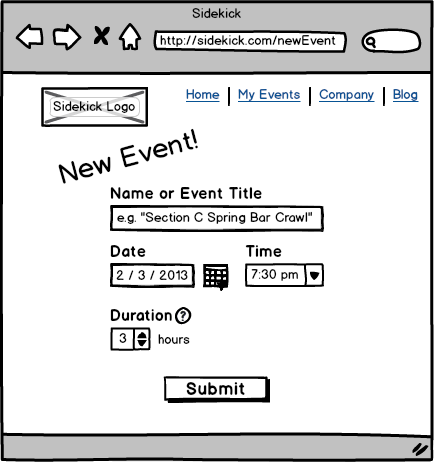 Sidekick
http://sidekick.com/newEvent
Sidekick Logo
Home My Events Company Blog
New Event!
Name or Event Title
e.g. "Section C Spring Bar Crawl"
Date Time
2 / 3 / 2013 7:30 pm
Duration ?
3 hours
Submit